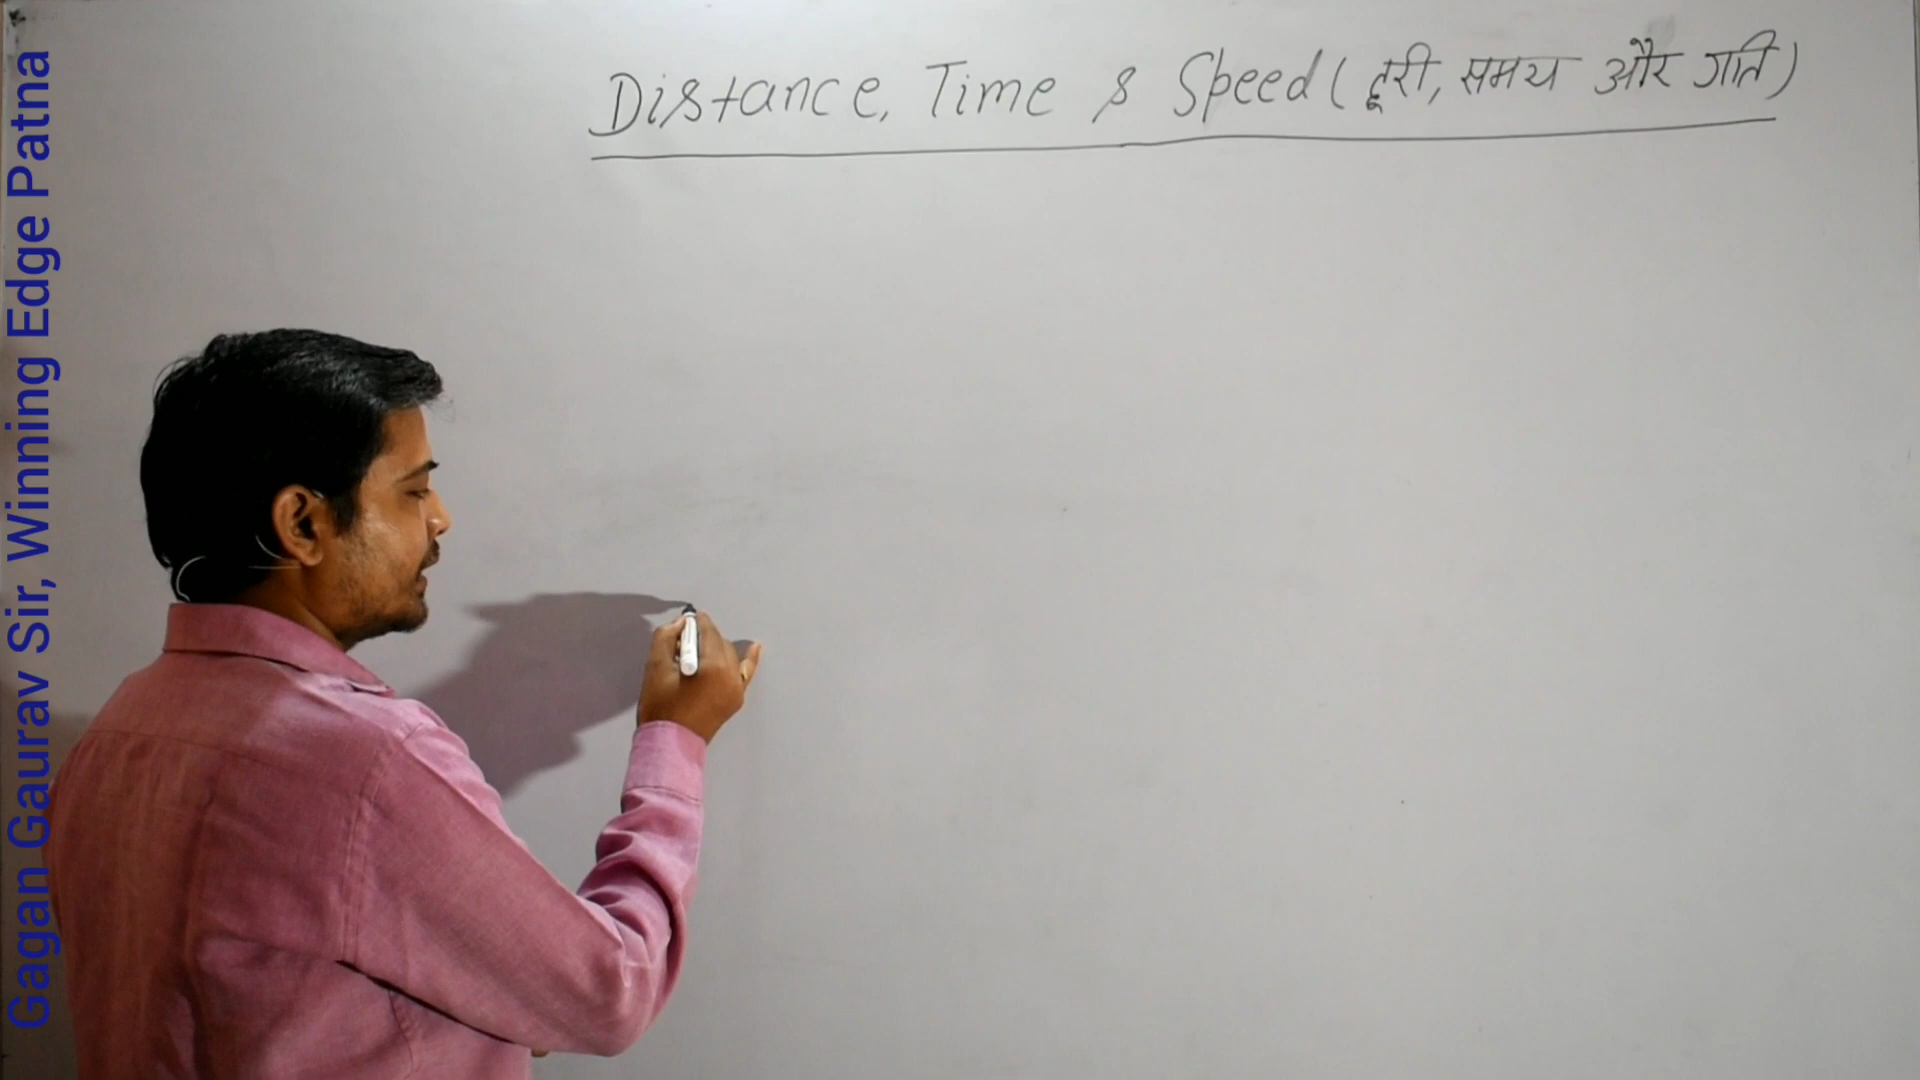 Distance, Time & Speed (दूरी, समय और गति)
Gagan Gaurav Sir, Winning Edge Patna